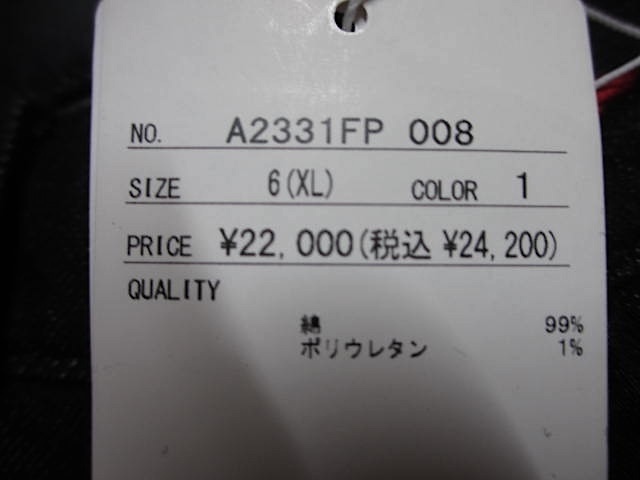 NO. A2331FP 008
SIZE 6(XL) COLOR 1
PRICE ¥22,000(税込 ¥24,200)
QUALITY
綿 99%
ポリウレタン 1%